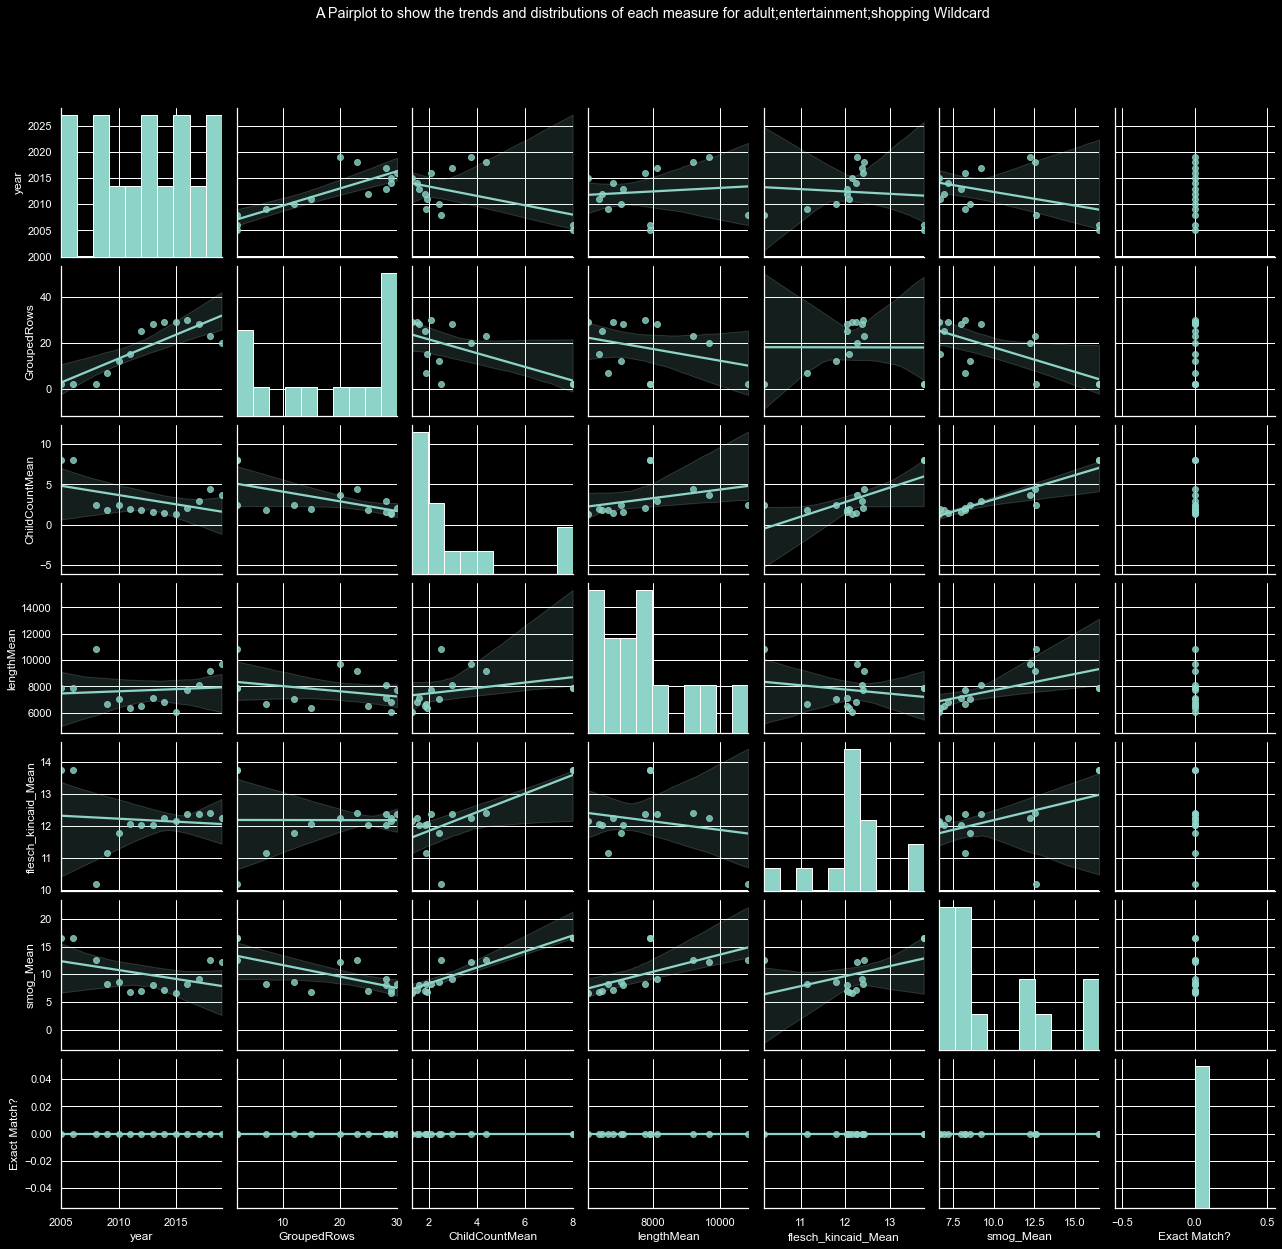 A Pairplot to show the trends and distributions of each measure for adult;entertainment;shopping Wildcard
year
2025
2020
2015
2010
2005
2000
GroupedRows
40
20
0
ChildCountMean
10
5
0
−5
lengthMean
14000
12000
10000
8000
6000
flesch_kincaid_Mean
14
13
12
11
10
smog_Mean
20
15
10
5
0
Exact Match?
0.04
0.02
0.00
−0.02
−0.04
2005 2010 2015
10 20 30
2 4 6 8
8000 10000
11 12 13
7.5 10.0 12.5 15.0
−0.5 0.0 0.5
year
GroupedRows
ChildCountMean
lengthMean
flesch_kincaid_Mean
smog_Mean
Exact Match?